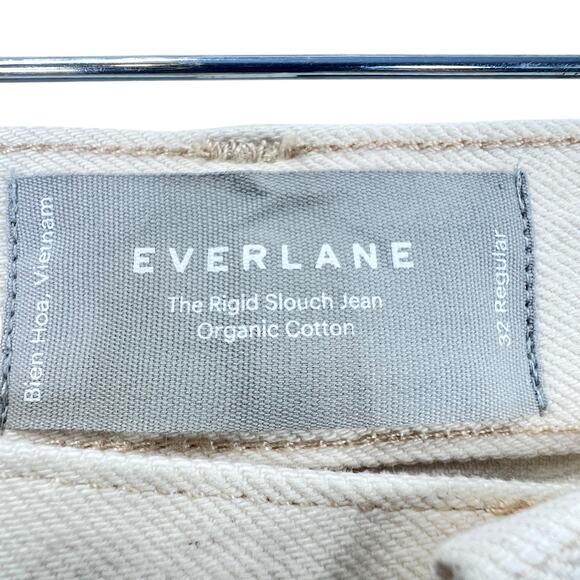 EVERLANE
The Rigid Slouch Jean
Organic Cotton
Bien Hoa, Vietnam
32 Regular